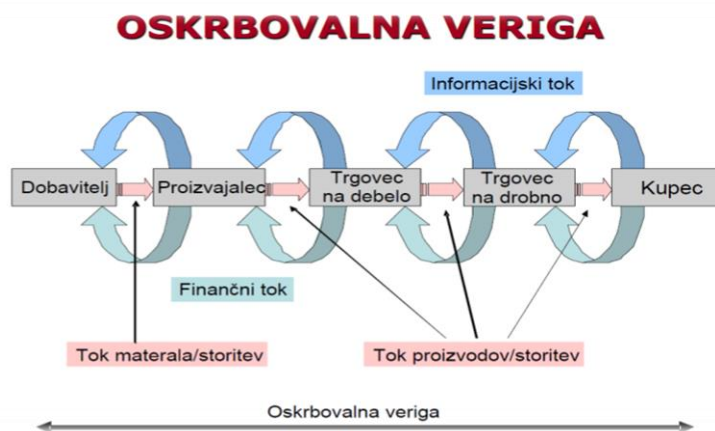 OSKRBOVALNA VERIGA
Informacijski tok
Dobavitelj
Proizvajalec
Trgovec
na debelo
Trgovec
na drobno
Kupec
Finančni tok
Tok materala/storitev
Tok proizvodov/storitev
Oskrbovalna veriga